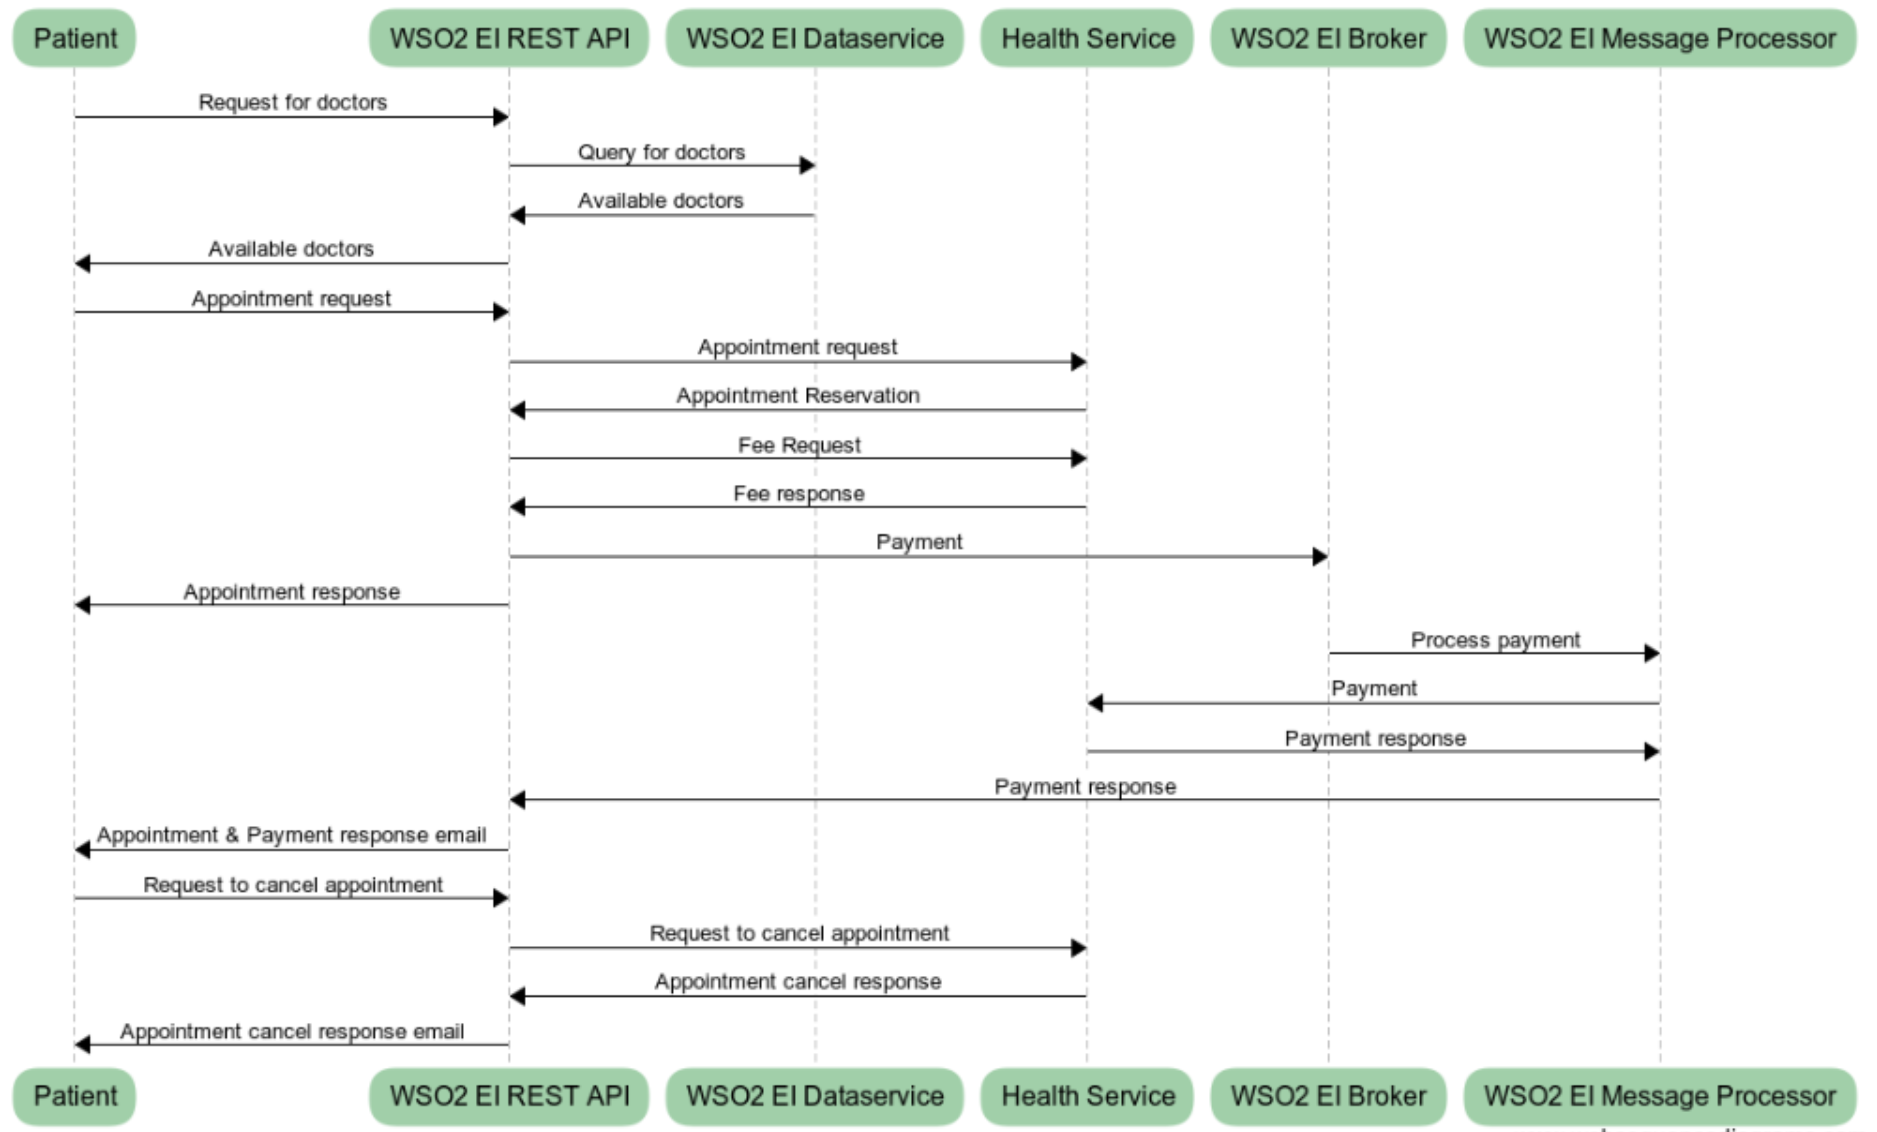 Patient
WSO2 EI REST API
WSO2 EI Dataservice
Health Service
WSO2 EI Broker
WSO2 EI Message Processor
Request for doctors
Query for doctors
Available doctors
Available doctors
Appointment request
Appointment request
Appointment Reservation
Fee Request
Fee response
Payment
Appointment response
Process payment
Payment
Payment response
Payment response
Appointment & Payment response email
Request to cancel appointment
Request to cancel appointment
Appointment cancel response
Appointment cancel response email
Patient
WSO2 EI REST API
WSO2 EI Dataservice
Health Service
WSO2 EI Broker
WSO2 EI Message Processor